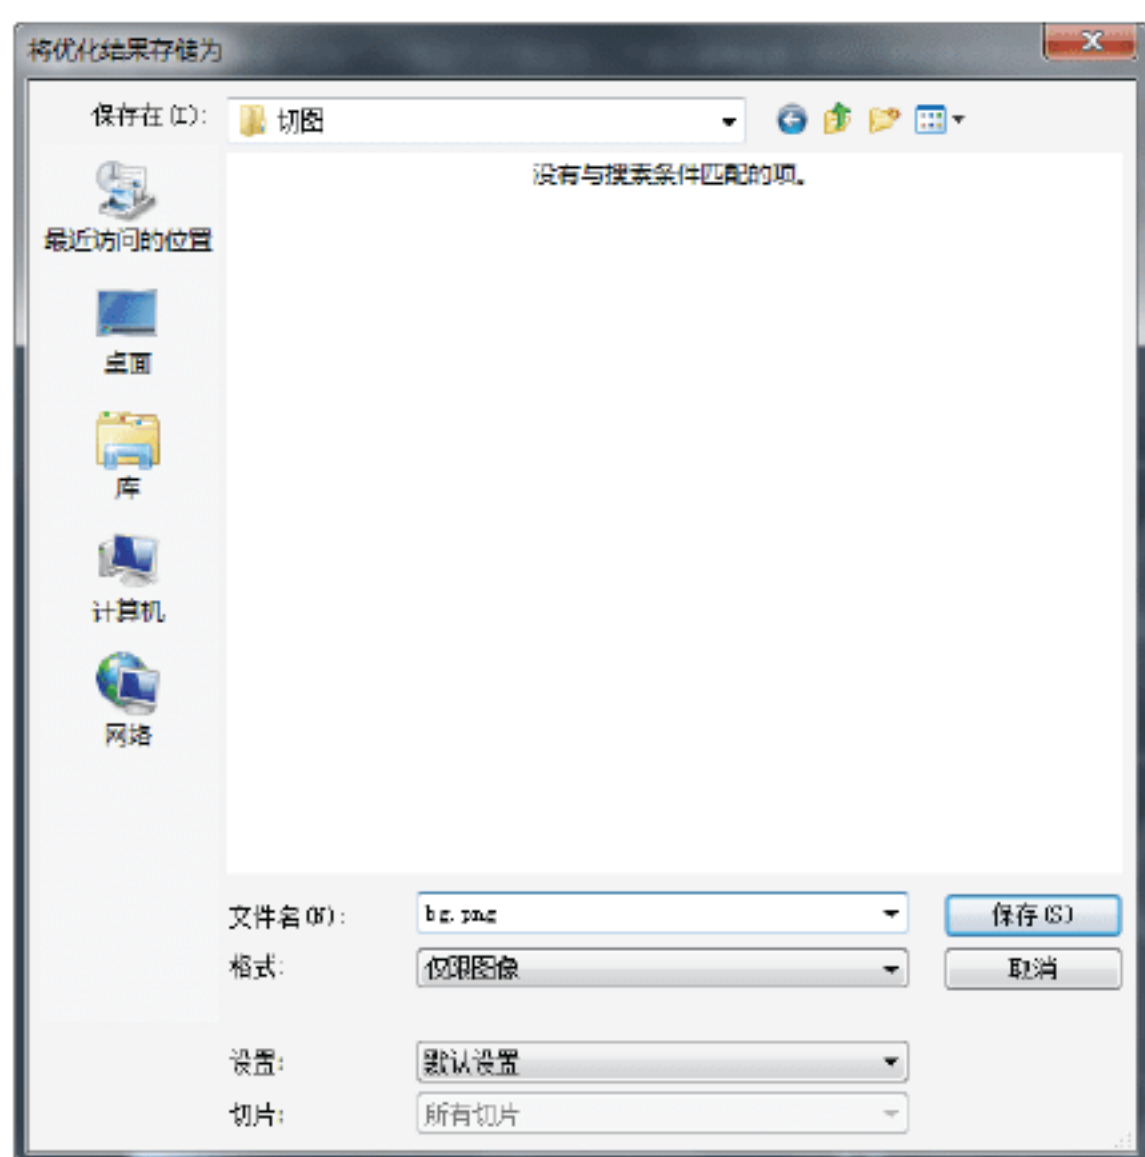 将优化结果存储为
保存在(I):
切图
没有与搜索条件匹配的项。
最近访问的位置
桌面
库
计算机
网络
文件名(N):
bg.png
保存(S)
格式:
仅限图像
取消
设置:
默认设置
切片:
所有切片